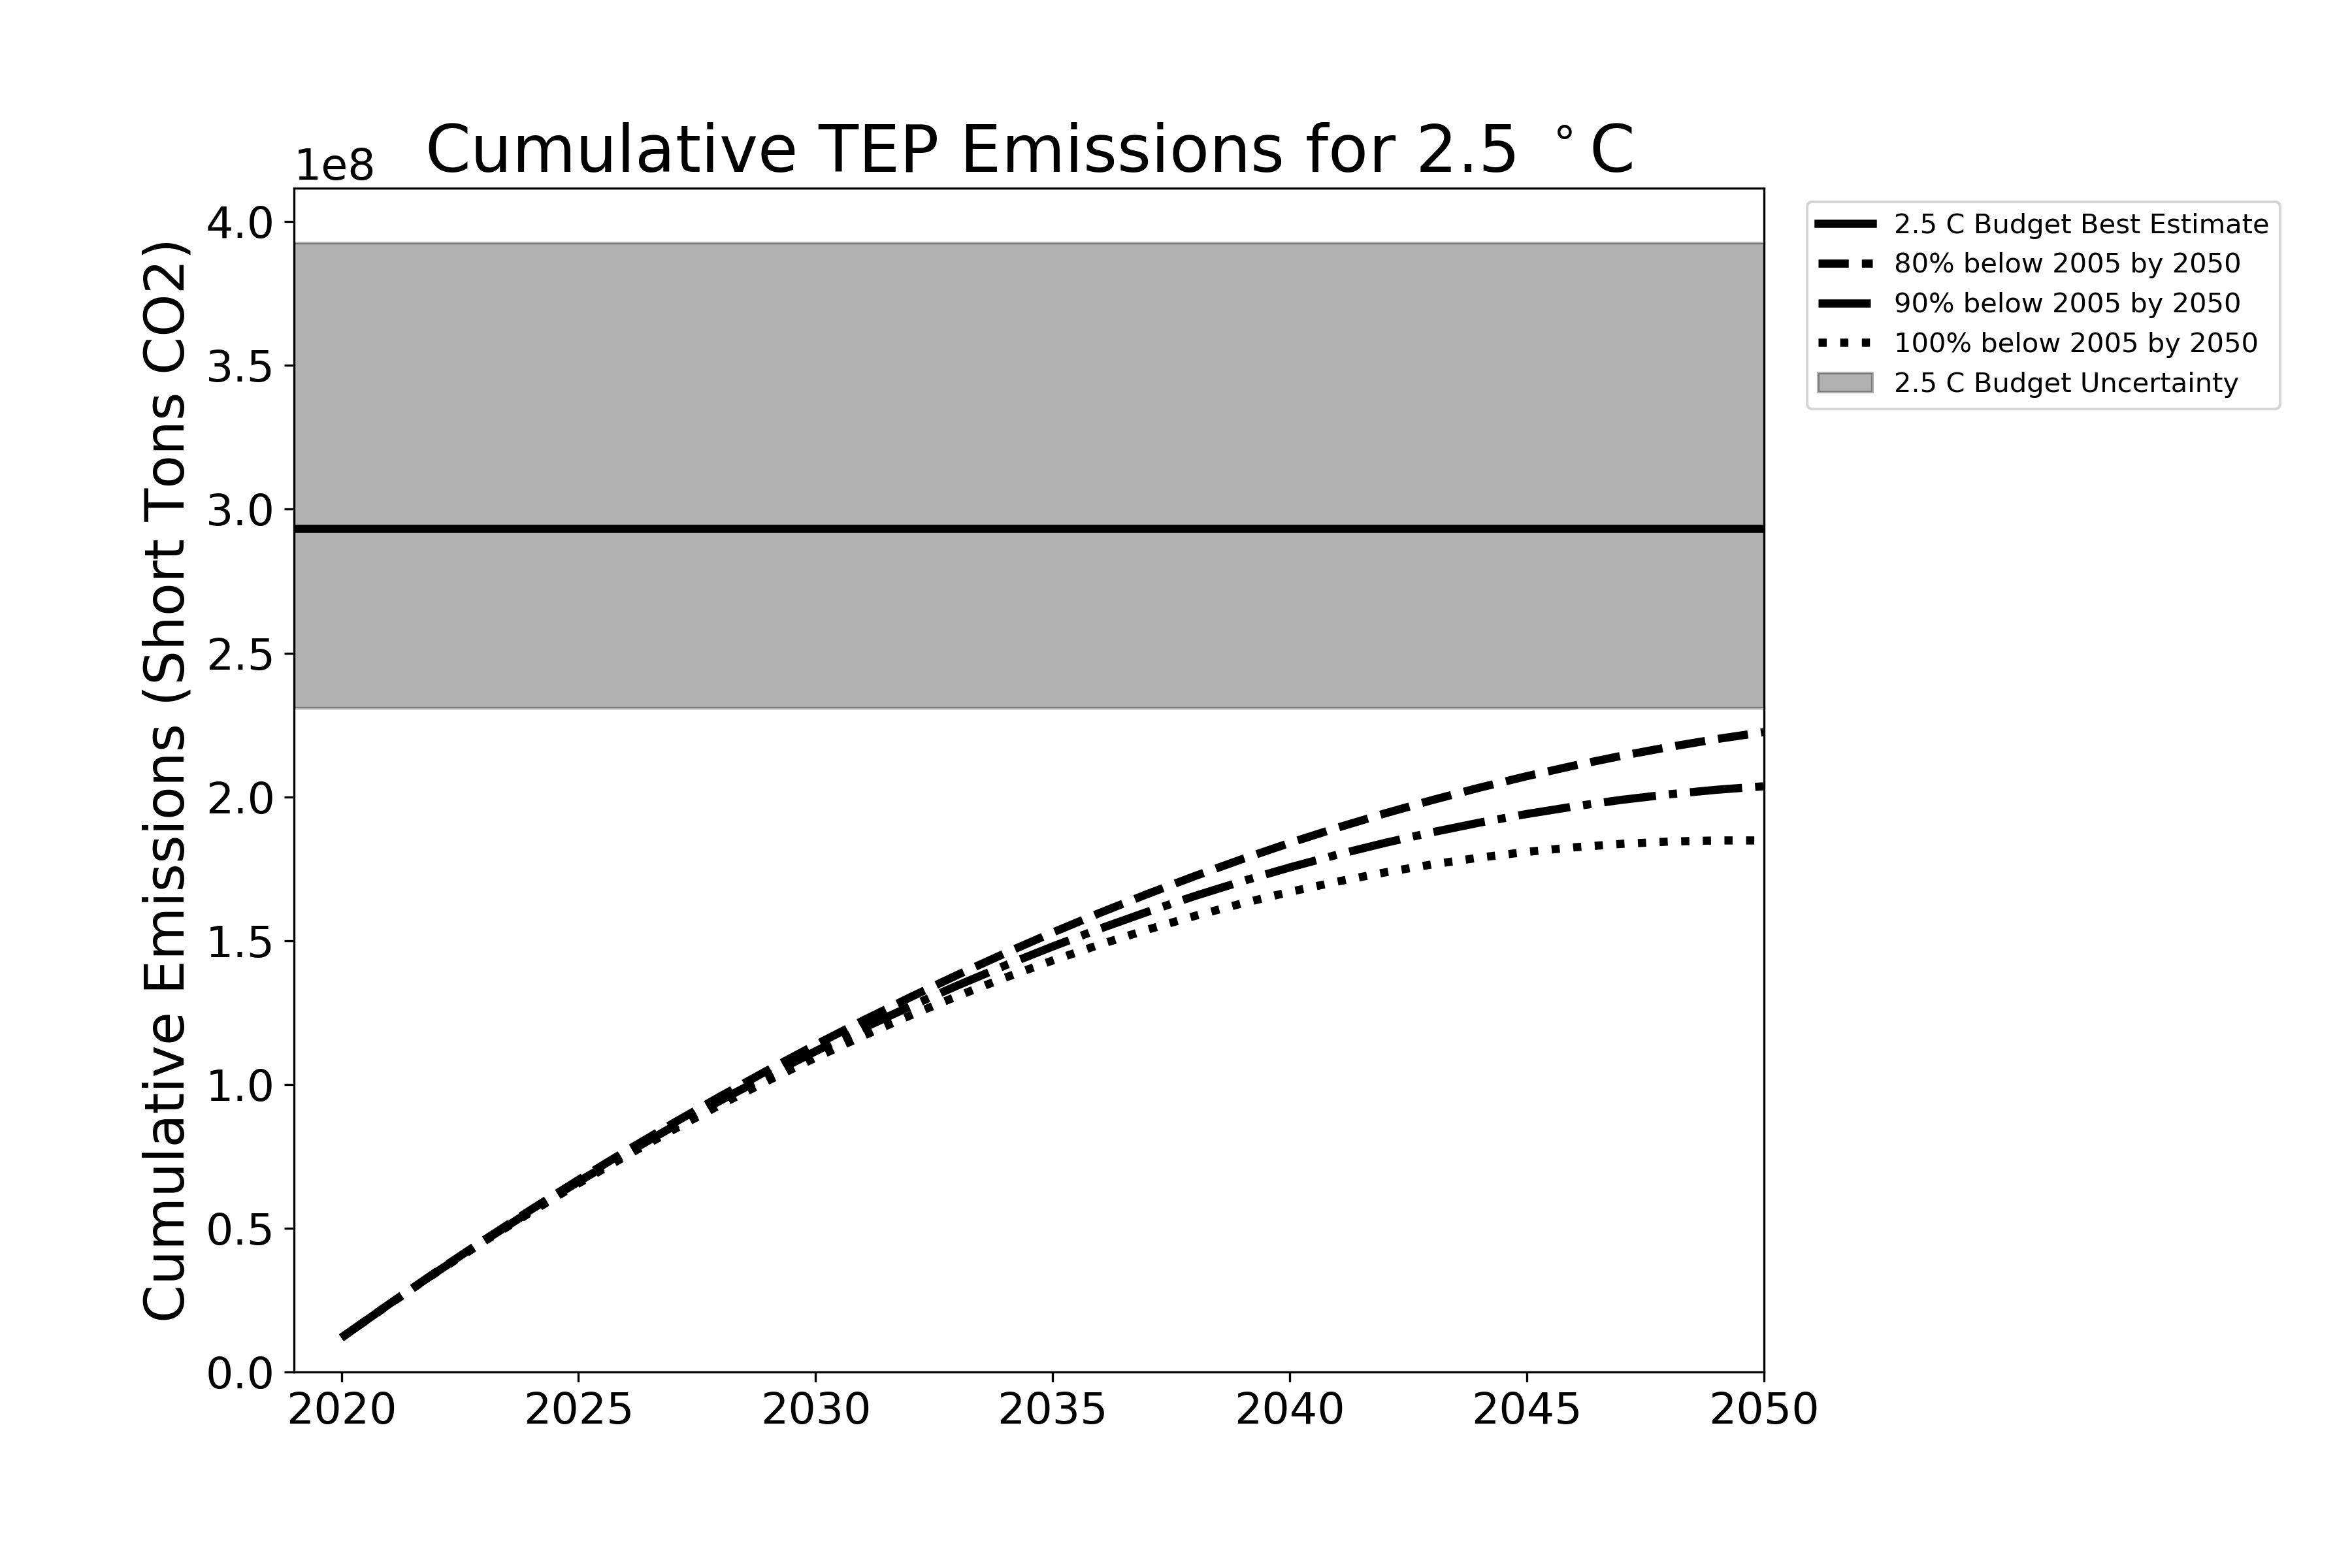 Cumulative TEP Emissions for 2.5 °C
1e8
4.0
3.5
3.0
2.5
2.0
1.5
1.0
0.5
0.0
Cumulative Emissions (Short Tons CO2)
2020 2025 2030 2035 2040 2045 2050
2.5 C Budget Best Estimate
80% below 2005 by 2050
90% below 2005 by 2050
100% below 2005 by 2050
2.5 C Budget Uncertainty